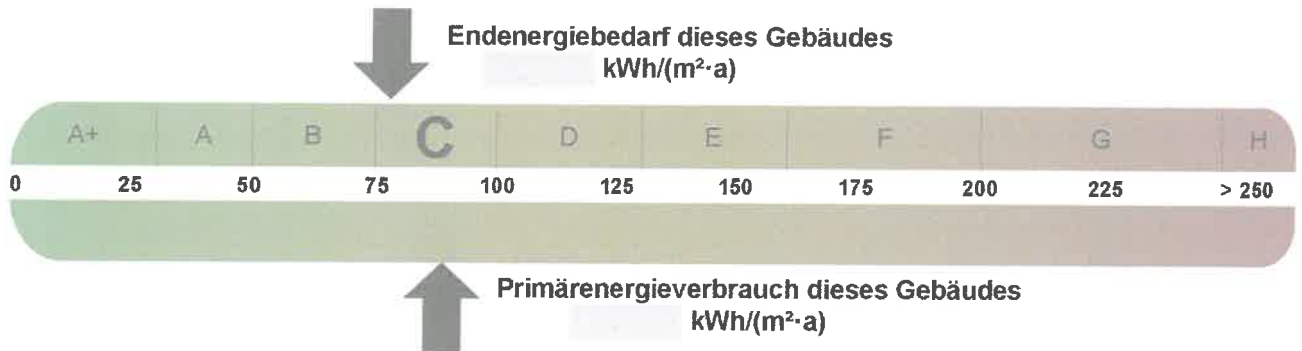 Endenergiebedarf dieses Gebäudes
kWh/(m²·a)
A+ A B C D E F G H
0 25 50 75 100 125 150 175 200 225 > 250
Primärenergieverbrauch dieses Gebäudes
kWh/(m²·a)